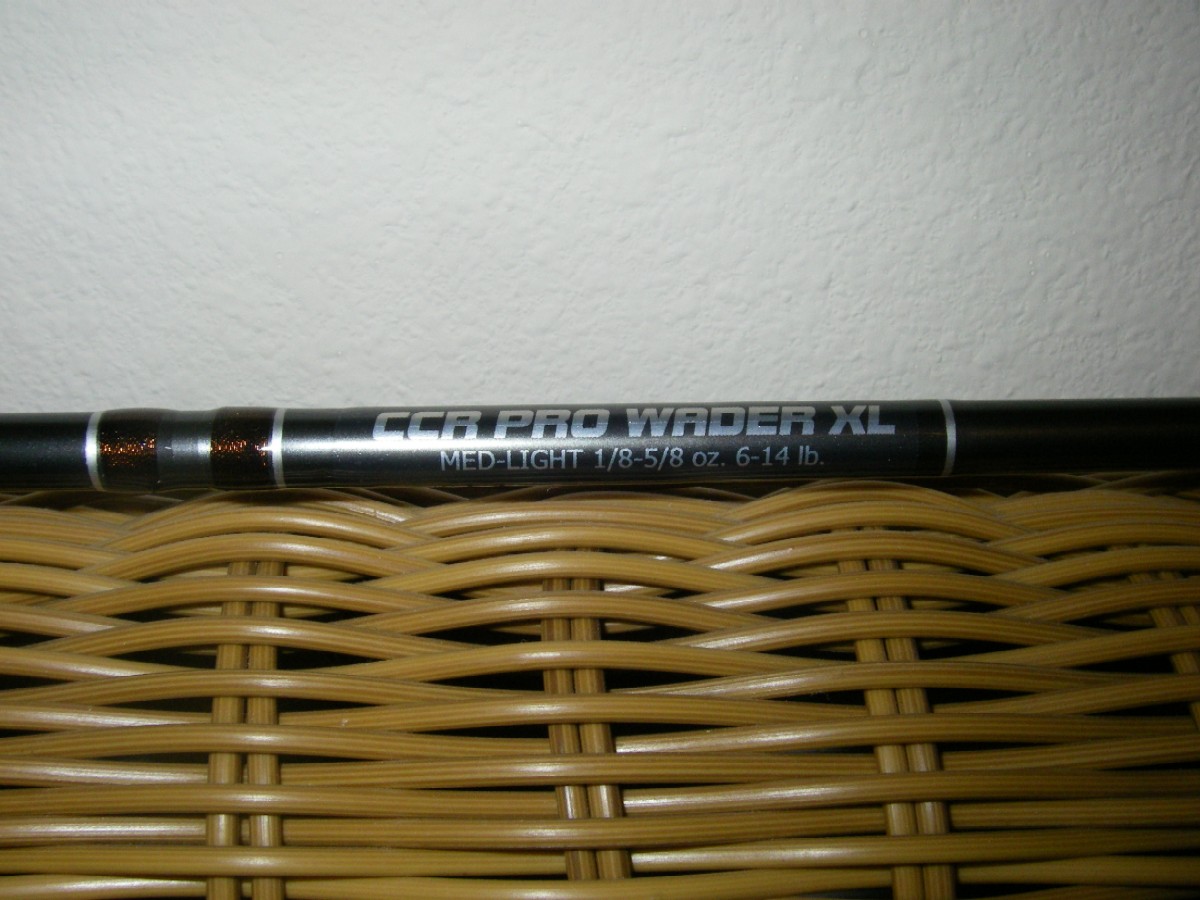 CCR PRO WADER XL
MED-LIGHT 1/8-5/8 oz. 6-14 lb.